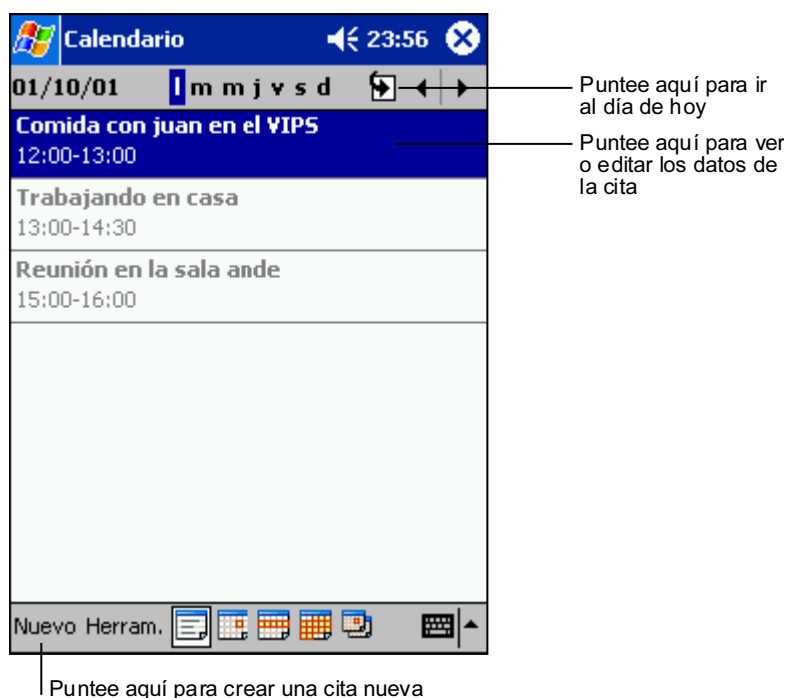 Calendario 23:56
01/10/01 l m m j v s d
Puntee aquí para ir
al día de hoy
Comida con juan en el VIPS
12:00-13:00
Puntee aquí para ver
o editar los datos de
la cita
Trabajando en casa
13:00-14:30
Reunión en la sala ande
15:00-16:00
Nuevo Herram.
Puntee aquí para crear una cita nueva